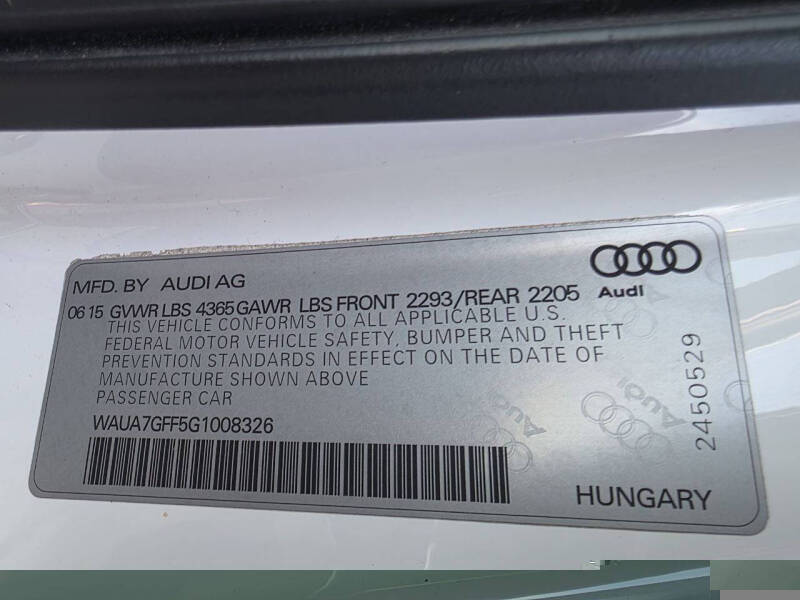 MFD. BY AUDI AG
Audi
06 15 GVWR LBS 4365 GAWR LBS FRONT 2293/REAR 2205
THIS VEHICLE CONFORMS TO ALL APPLICABLE U.S.
FEDERAL MOTOR VEHICLE SAFETY, BUMPER AND THEFT
PREVENTION STANDARDS IN EFFECT ON THE DATE OF
MANUFACTURE SHOWN ABOVE
PASSENGER CAR
WAUA7GFF5G1008326
2450529
Audi
Audi
HUNGARY